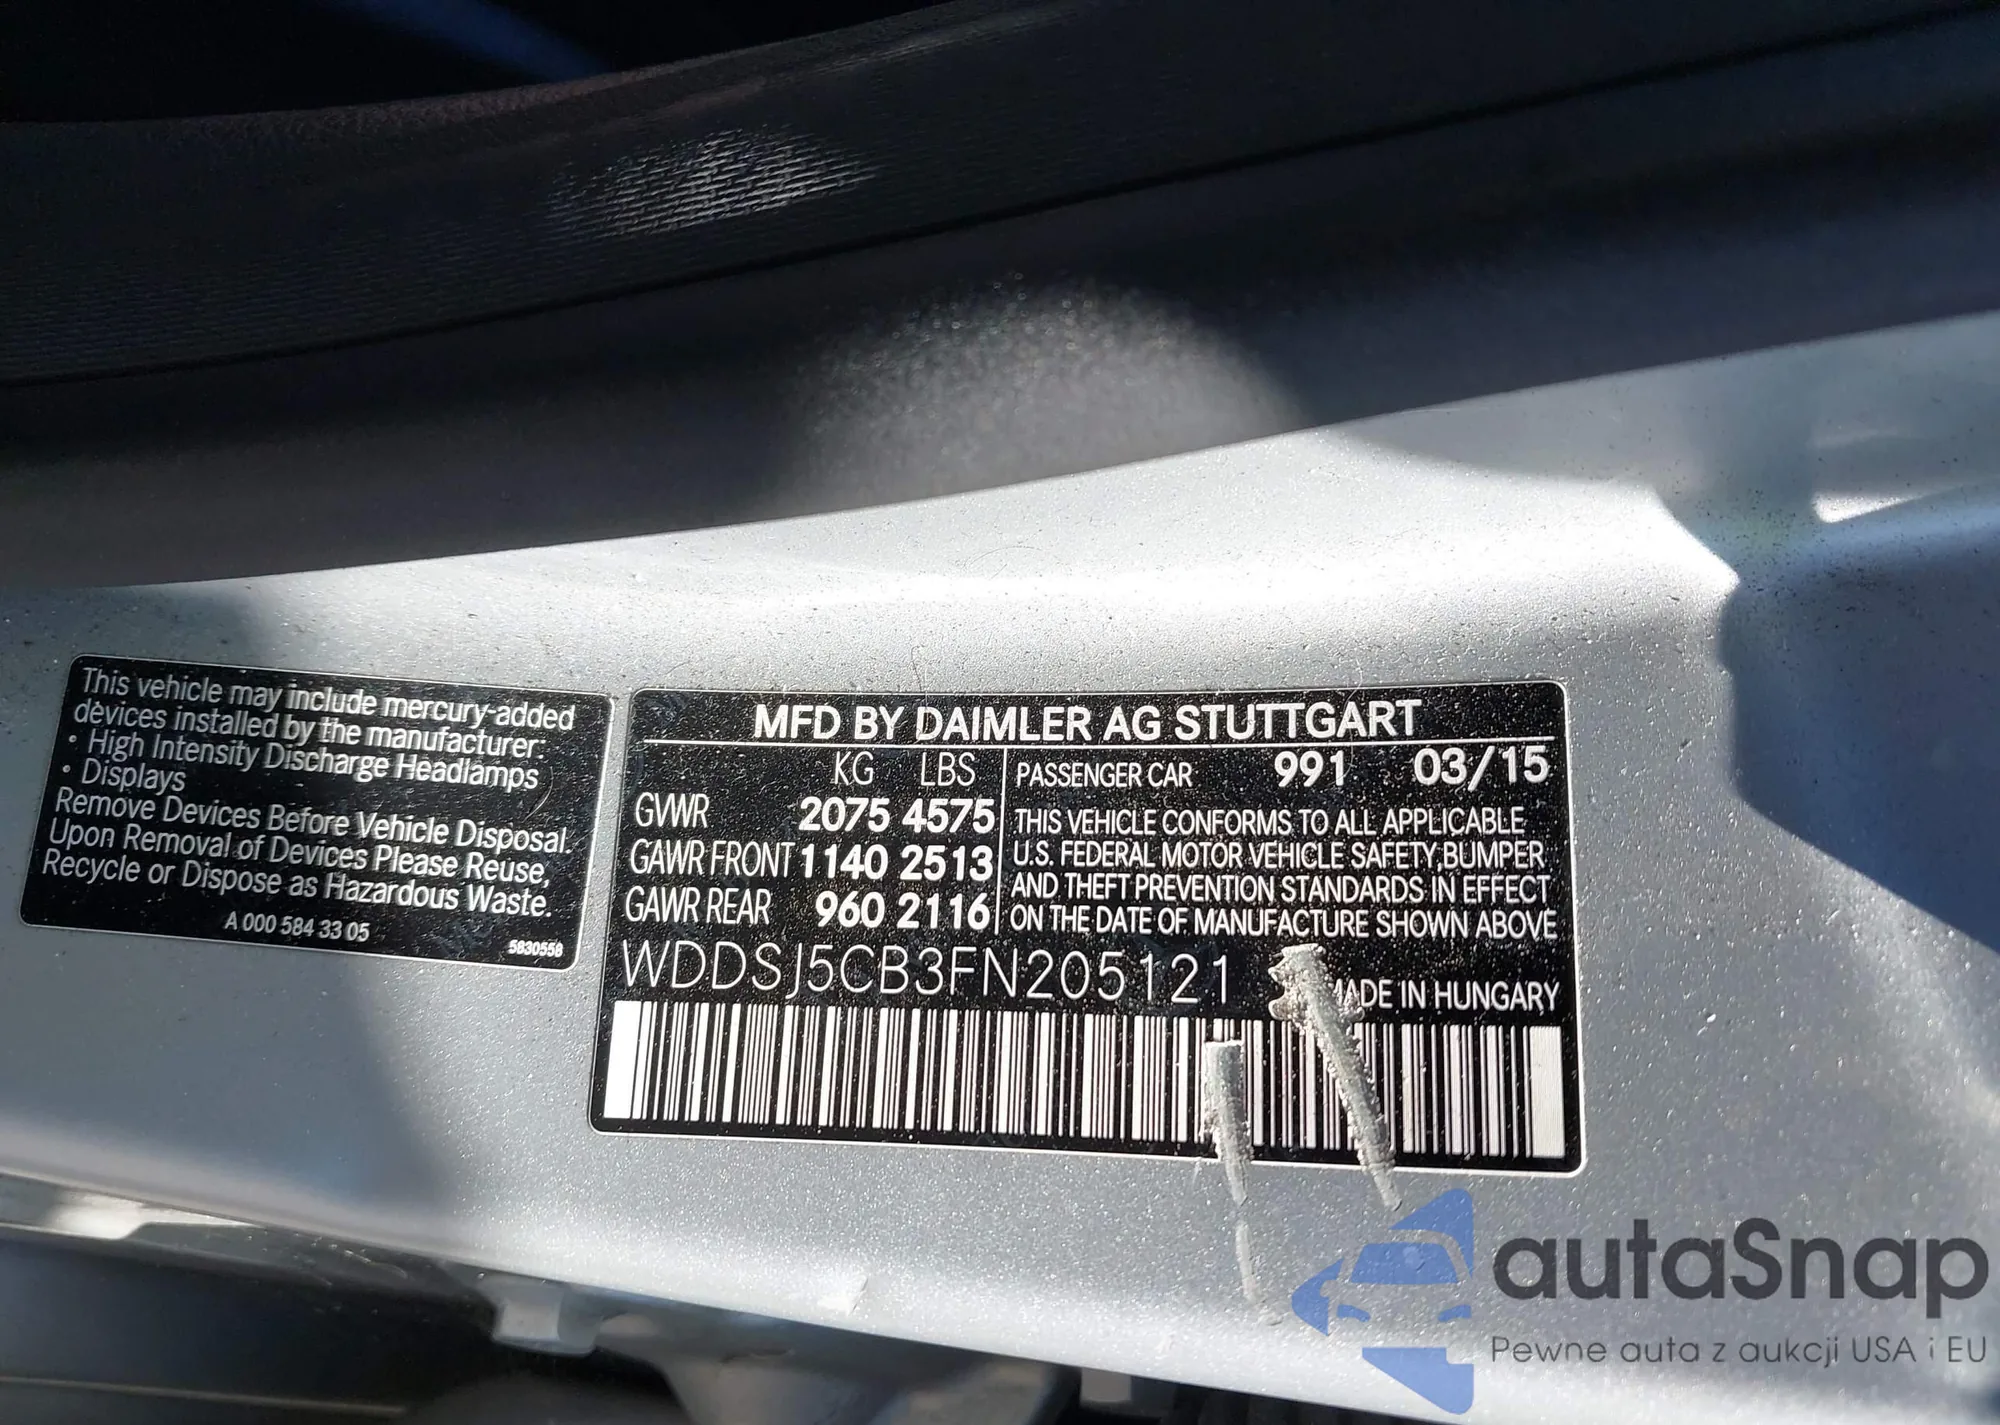 This vehicle may include mercury-added
devices installed by the manufacturer:
• High Intensity Discharge Headlamps
• Displays
Remove Devices Before Vehicle Disposal.
Upon Removal of Devices Please Reuse,
Recycle or Dispose as Hazardous Waste.
A 000 584 33 05
5830558
MFD BY DAIMLER AG STUTTGART
KG LBS
GVWR 2075 4575
GAWR FRONT 1140 2513
GAWR REAR 960 2116
PASSENGER CAR 991 03/15
THIS VEHICLE CONFORMS TO ALL APPLICABLE
U.S. FEDERAL MOTOR VEHICLE SAFETY,BUMPER
AND THEFT PREVENTION STANDARDS IN EFFECT
ON THE DATE OF MANUFACTURE SHOWN ABOVE
WDDSJ5CB3FN205121
MADE IN HUNGARY
autaSnap
Pewne auta z aukcji USA i EU